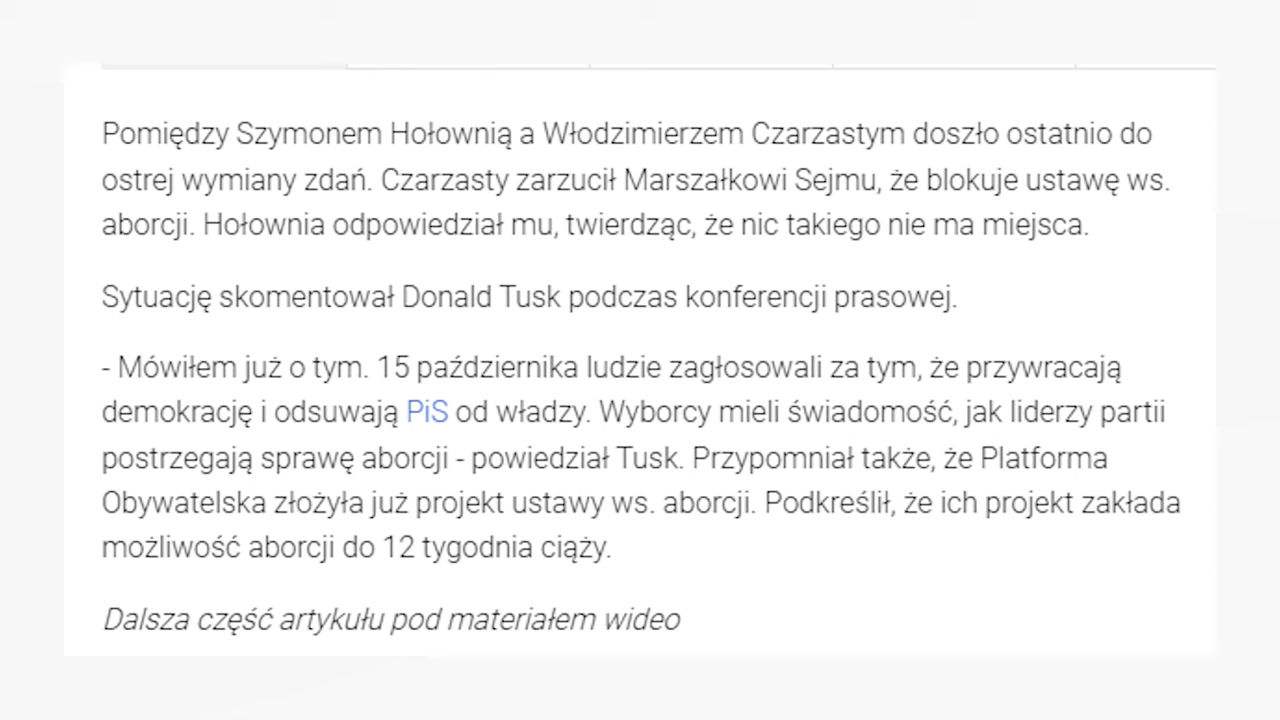 Pomiędzy Szymonem Hołownią a Włodzimierzem Czarzastym doszło ostatnio do
ostrej wymiany zdań. Czarzasty zarzucił Marszałkowi Sejmu, że blokuje ustawę ws.
aborcji. Hołownia odpowiedział mu, twierdząc, że nic takiego nie ma miejsca.
Sytuację skomentował Donald Tusk podczas konferencji prasowej.
- Mówiłem już o tym. 15 października ludzie zagłosowali za tym, że przywracają
demokrację i odsuwają PiS od władzy. Wyborcy mieli świadomość, jak liderzy partii
postrzegają sprawę aborcji - powiedział Tusk. Przypomniał także, że Platforma
Obywatelska złożyła już projekt ustawy ws. aborcji. Podkreślił, że ich projekt zakłada
możliwość aborcji do 12 tygodnia ciąży.
Dalsza część artykułu pod materiałem wideo